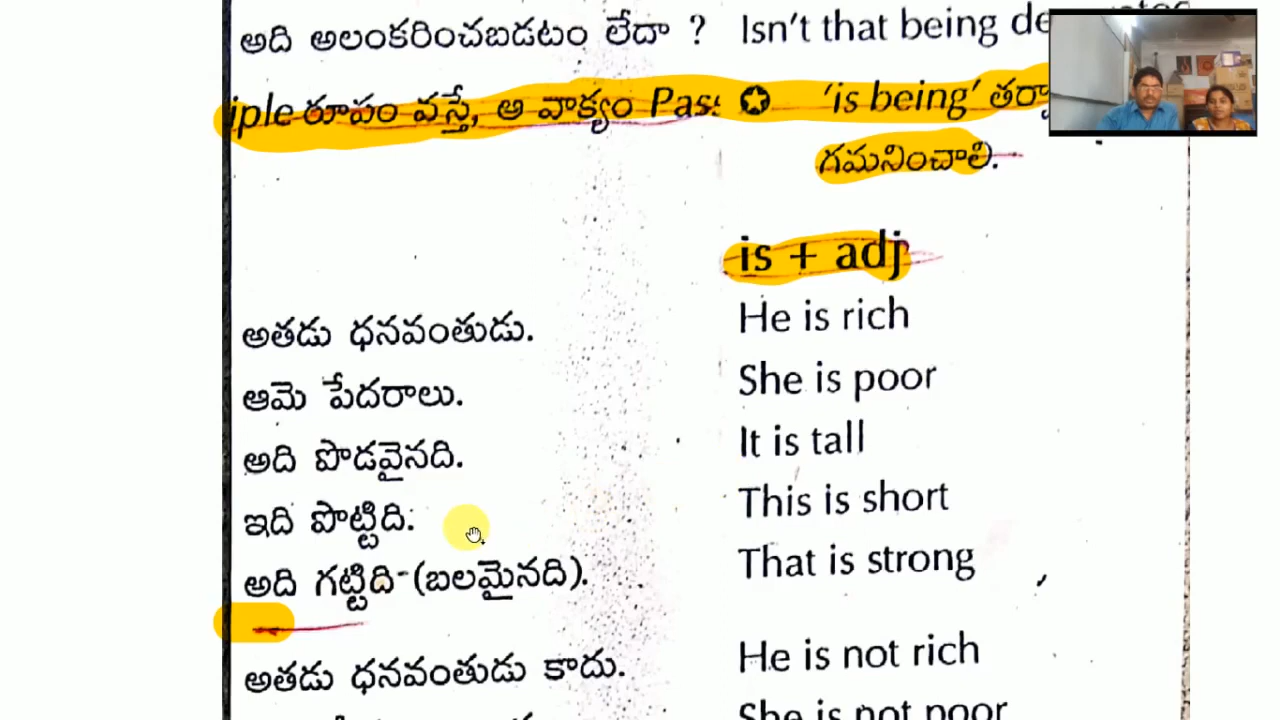 అది అలంకరించబడటం లేదా ? Isn't that being
iple రూపం వస్తే, ఆ వాక్యం Pas ✪ 'is being'
గమనించాలి.
is + adj
అతడు ధనవంతుడు. He is rich
ఆమె పేదరాలు. She is poor
అది పొడవైనది. It is tall
ఇది పొట్టిది. This is short
అది గట్టిది (బలమైనది). That is strong
అతడు ధనవంతుడు కాదు. He is not rich
She is not poor